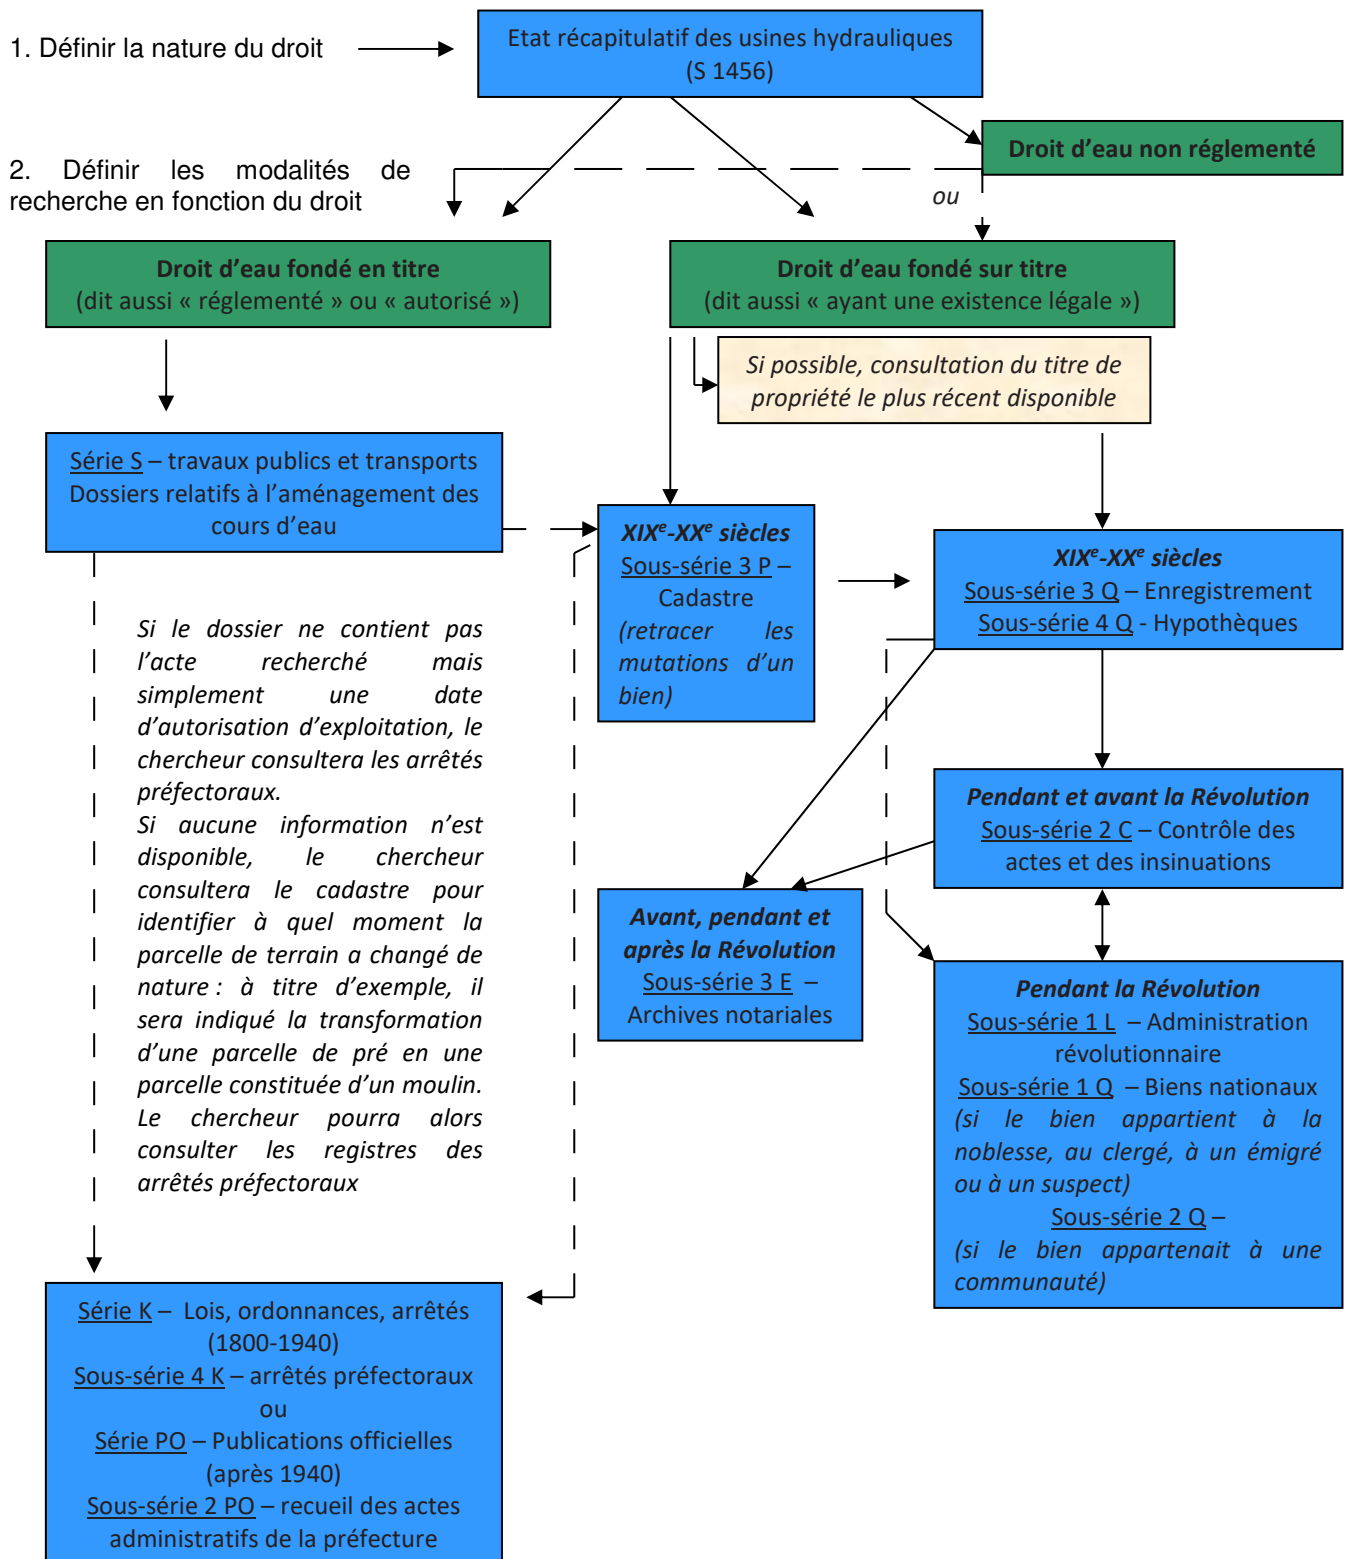 1. Définir la nature du droit
Etat récapitulatif des usines hydrauliques
(S 1456)
Droit d'eau non réglementé
2. Définir les modalités de
recherche en fonction du droit
ou
Droit d'eau fondé en titre
(dit aussi « réglementé » ou « autorisé »)
Droit d'eau fondé sur titre
(dit aussi « ayant une existence légale »)
Si possible, consultation du titre de
propriété le plus récent disponible
Série S – travaux publics et transports
Dossiers relatifs à l'aménagement des
cours d'eau
XIXe-XXe siècles
Sous-série 3 P –
Cadastre
(retracer les
mutations d'un
bien)
XIXe-XXe siècles
Sous-série 3 Q – Enregistrement
Sous-série 4 Q - Hypothèques
Si le dossier ne contient pas
l'acte recherché mais
simplement une date
d'autorisation d'exploitation, le
chercheur consultera les arrêtés
préfectoraux.
Si aucune information n'est
disponible, le chercheur
consultera le cadastre pour
identifier à quel moment la
parcelle de terrain a changé de
nature : à titre d'exemple, il
sera indiqué la transformation
d'une parcelle de pré en une
parcelle constituée d'un moulin.
Le chercheur pourra alors
consulter les registres des
arrêtés préfectoraux
Pendant et avant la Révolution
Sous-série 2 C – Contrôle des
actes et des insinuations
Avant, pendant et
après la Révolution
Sous-série 3 E –
Archives notariales
Pendant la Révolution
Sous-série 1 L – Administration
révolutionnaire
Sous-série 1 Q – Biens nationaux
(si le bien appartient à la
noblesse, au clergé, à un émigré
ou à un suspect)
Sous-série 2 Q –
(si le bien appartenait à une
communauté)
Série K – Lois, ordonnances, arrêtés
(1800-1940)
Sous-série 4 K – arrêtés préfectoraux
ou
Série PO – Publications officielles
(après 1940)
Sous-série 2 PO – recueil des actes
administratifs de la préfecture